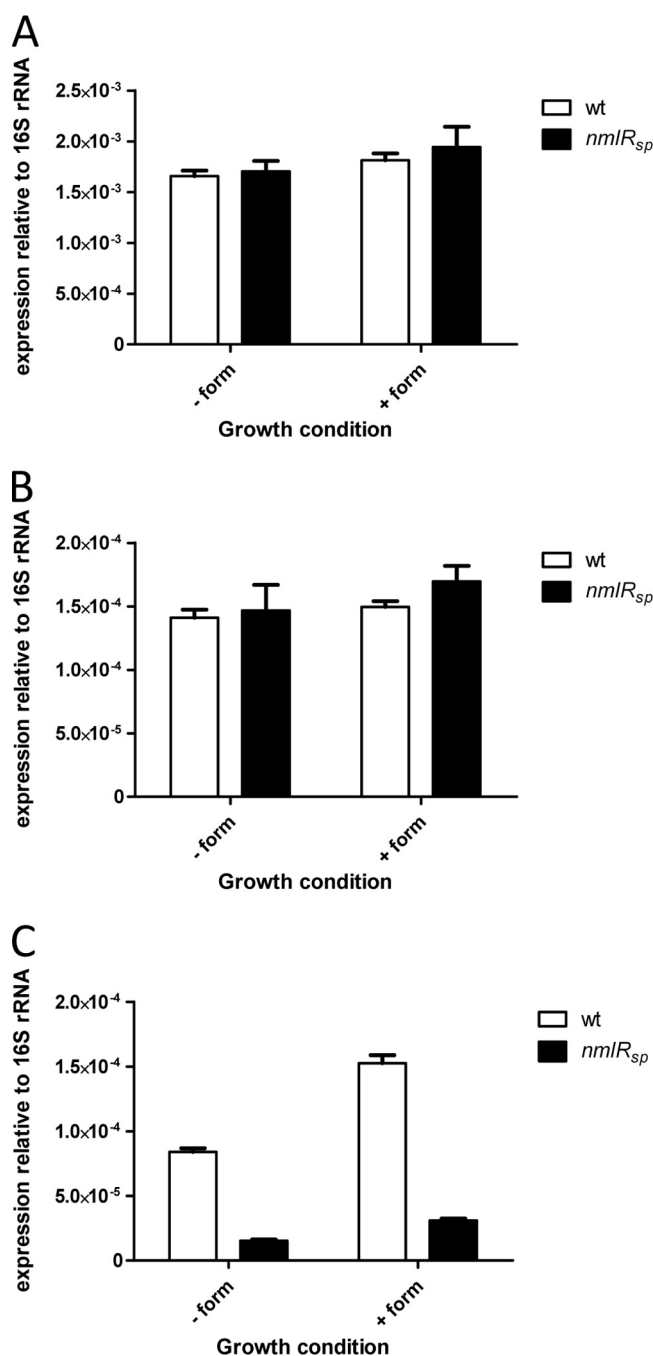 A
expression relative to 16S rRNA
2.5×10⁻³
2.0×10⁻³
1.5×10⁻³
1.0×10⁻³
5.0×10⁻⁴
0
- form
+ form
Growth condition
wt
nmlRsp
B
expression relative to 16S rRNA
2.0×10⁻⁴
1.5×10⁻⁴
1.0×10⁻⁴
5.0×10⁻⁵
0
- form
+ form
Growth condition
wt
nmlRsp
C
expression relative to 16S rRNA
2.0×10⁻⁴
1.5×10⁻⁴
1.0×10⁻⁴
5.0×10⁻⁵
0
- form
+ form
Growth condition
wt
nmlRsp